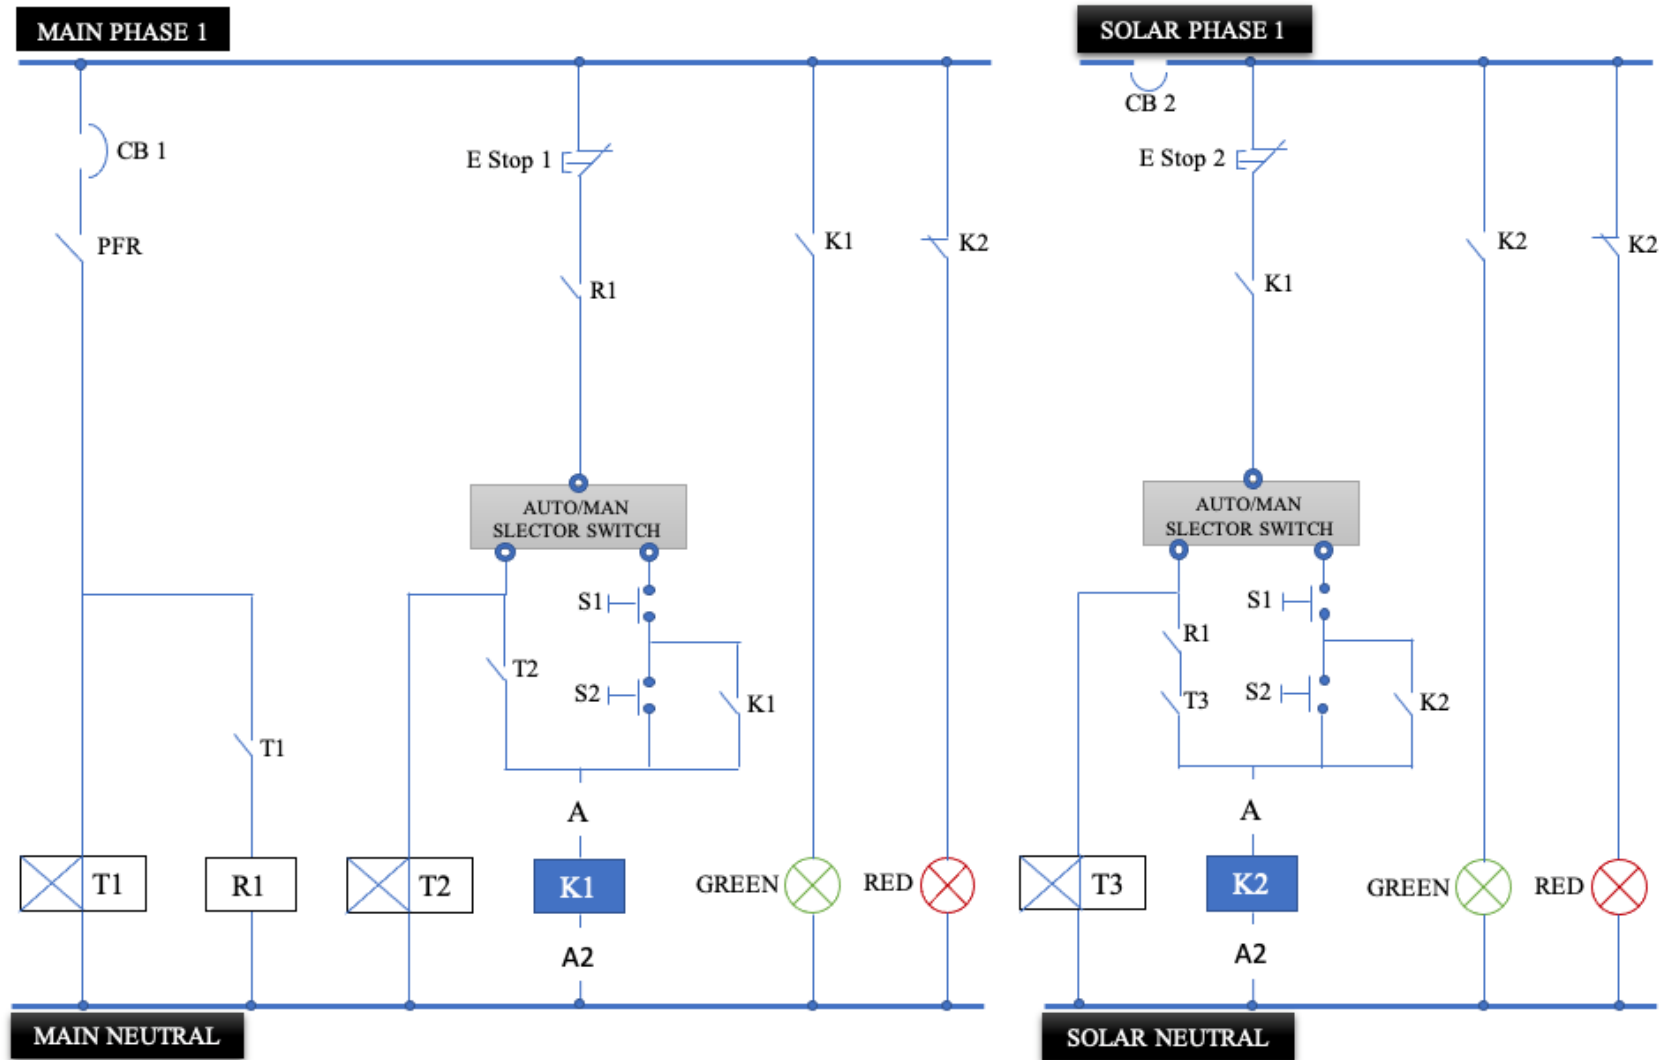 MAIN PHASE 1
SOLAR PHASE 1
CB 1
CB 2
E Stop 1
E Stop 2
PFR
K1
K2
K2
K2
R1
K1
AUTO/MAN
SLECTOR SWITCH
AUTO/MAN
SLECTOR SWITCH
S1
S1
R1
T2
S2
K1
T3
S2
K2
T1
A
A
T1
R1
T2
K1
GREEN
RED
T3
K2
GREEN
RED
A2
A2
MAIN NEUTRAL
SOLAR NEUTRAL